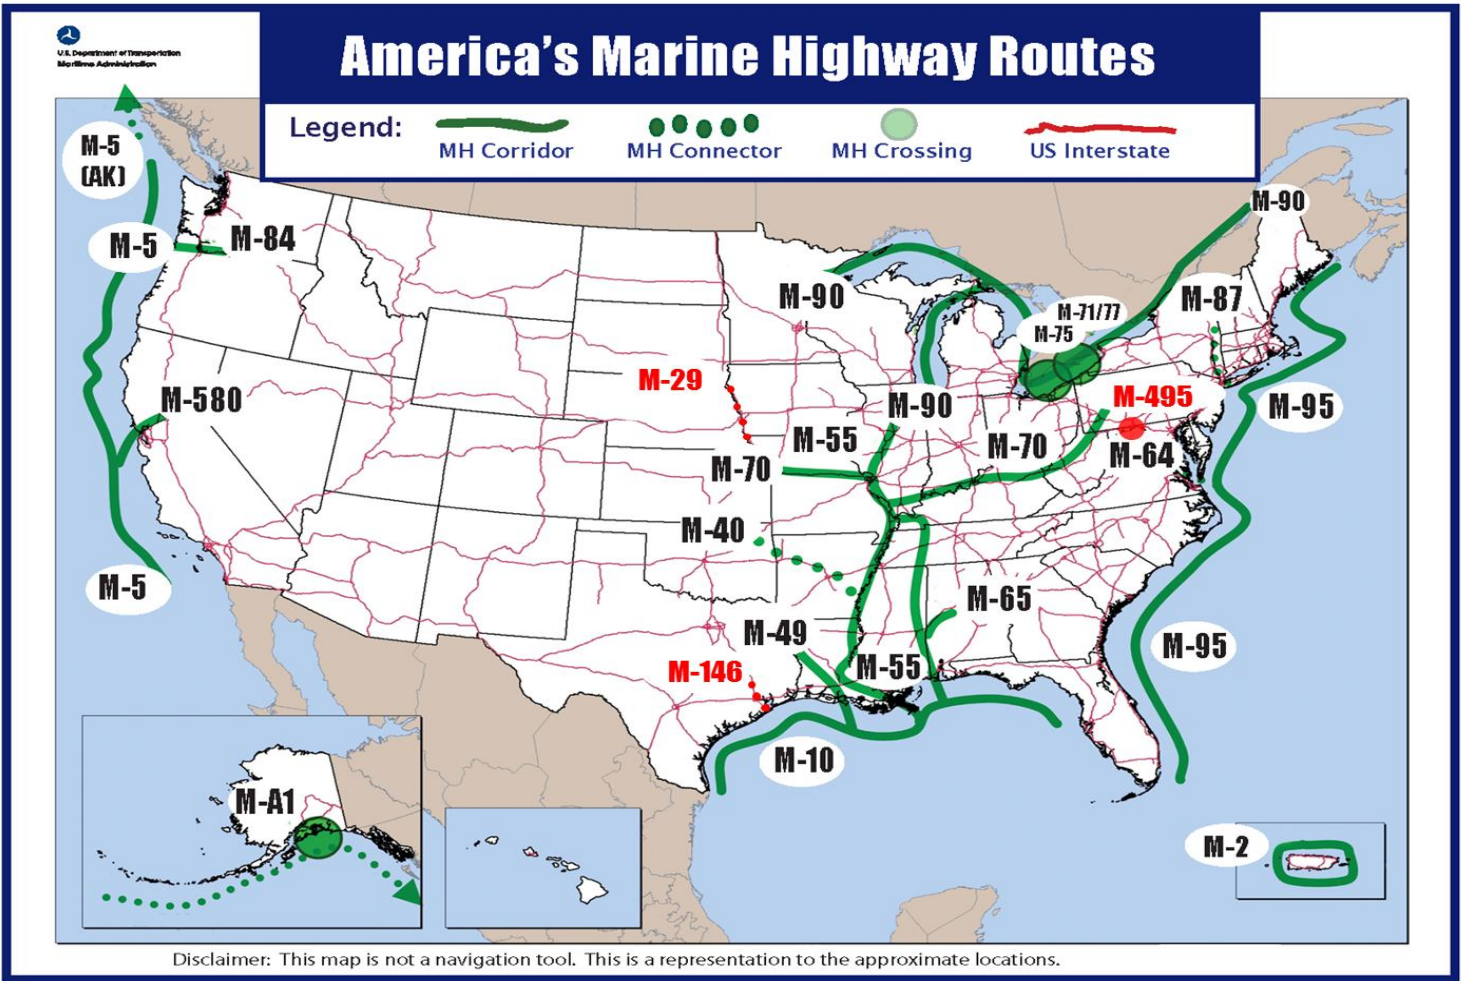 U.S. Department of Transportation
Maritime Administration
America's Marine Highway Routes
Legend:
MH Corridor
MH Connector
MH Crossing
US Interstate
M-5
(AK)
M-5
M-84
M-90
M-90
M-87
M-71/77
M-75
M-29
M-580
M-90
M-495
M-95
M-55
M-70
M-70
M-64
M-40
M-65
M-5
M-49
M-55
M-95
M-146
M-10
M-A1
M-2
Disclaimer: This map is not a navigation tool. This is a representation to the approximate locations.